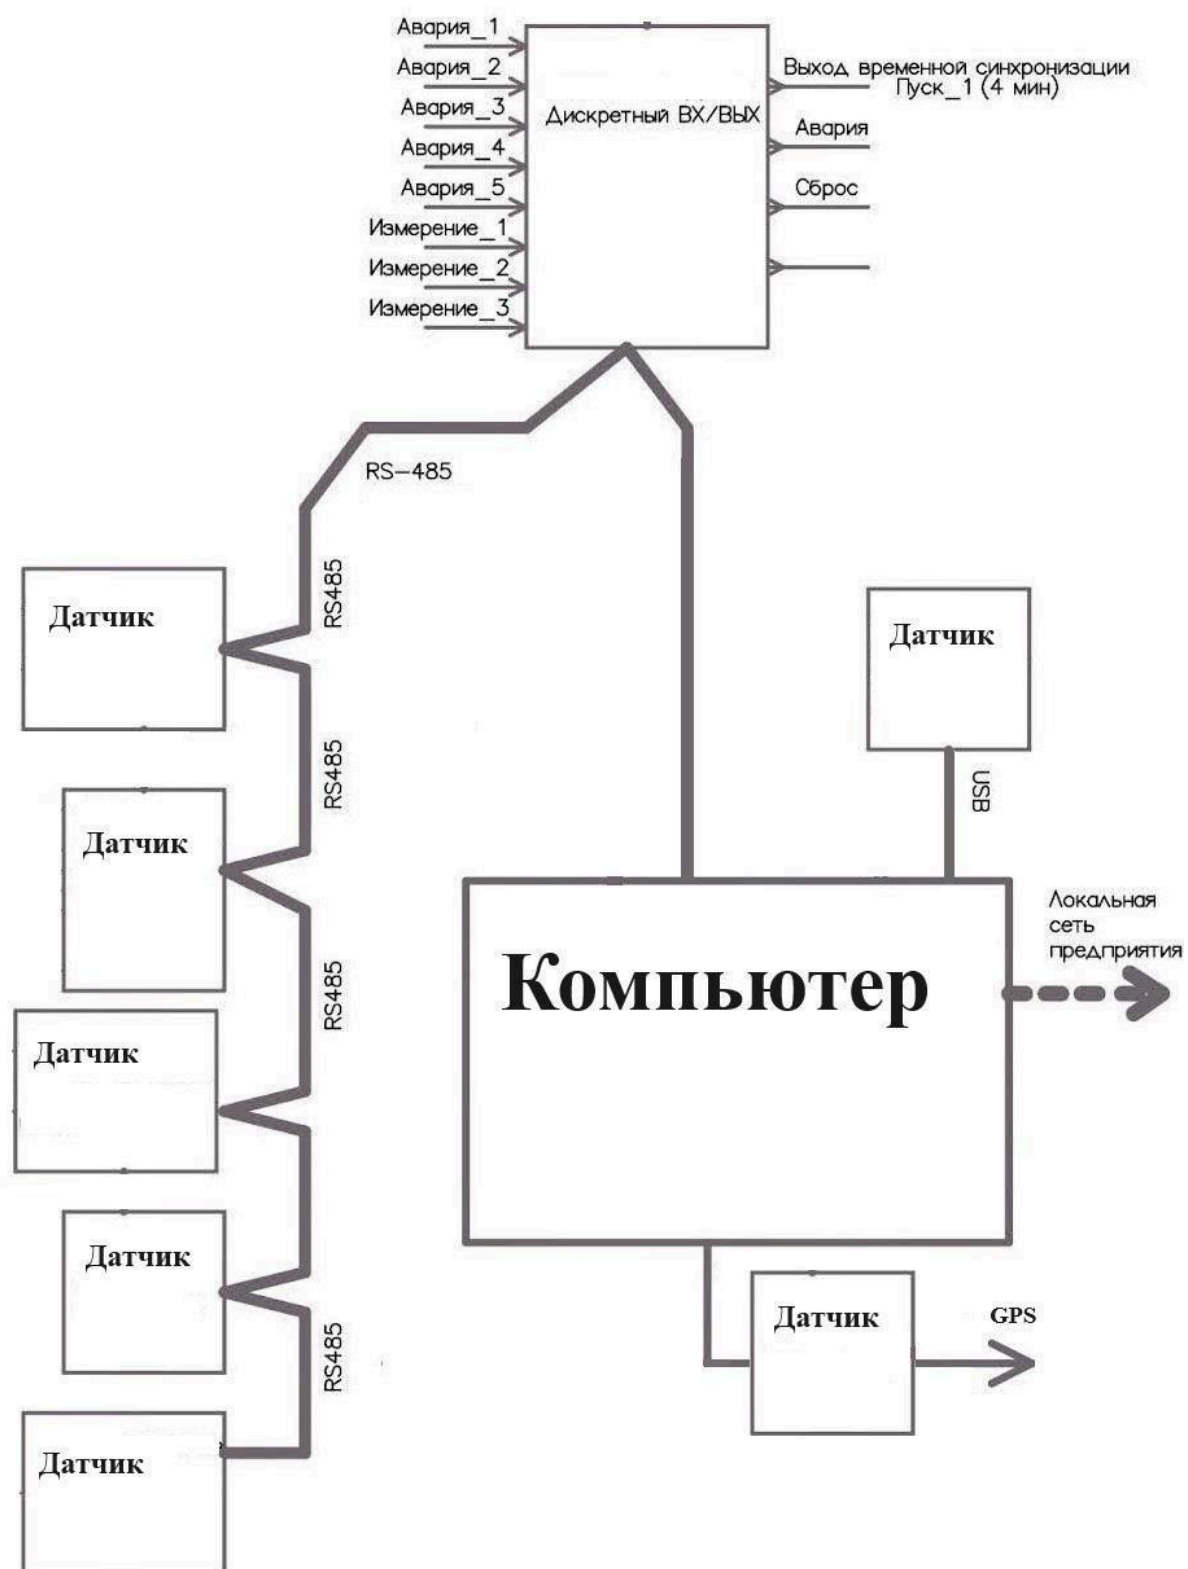 Авария_1
Авария_2
Авария_3
Авария_4
Авария_5
Измерение_1
Измерение_2
Измерение_3
Дискретный ВХ/ВЫХ
Выход временной синхронизации
Пуск_1 (4 мин)
Авария
Сброс
RS-485
RS485
Датчик
Датчик
RS485
USB
Датчик
Локальная
сеть
предприятия
Компьютер
RS485
Датчик
Датчик
Датчик
GPS
RS485
Датчик